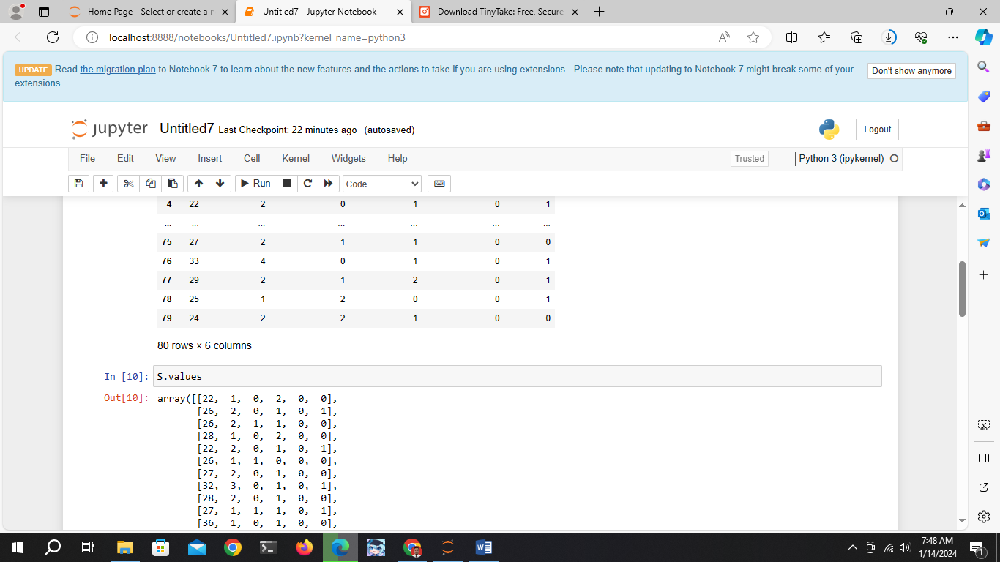 Home Page - Select or create a n
Untitled7 - Jupyter Notebook
Download TinyTake: Free, Secure
localhost:8888/notebooks/Untitled7.ipynb?kernel_name=python3
UPDATE Read the migration plan to Notebook 7 to learn about the new features and the actions to take if you are using extensions - Please note that updating to Notebook 7 might break some of your
extensions.
Don't show anymore
jupyter Untitled7 Last Checkpoint: 22 minutes ago (autosaved)
Logout
File Edit View Insert Cell Kernel Widgets Help
Trusted
Python 3 (ipykernel)
Run
Code
4 22 2 0 1 0 1
... ... ... ... ... ... ...
75 27 2 1 1 0 0
76 33 4 0 1 0 1
77 29 2 1 2 0 1
78 25 1 2 0 0 1
79 24 2 2 1 0 0
80 rows × 6 columns
In [10]: S.values
Out[10]: array([[22, 1, 0, 2, 0, 0],
[26, 2, 0, 1, 0, 1],
[26, 2, 1, 1, 0, 0],
[28, 1, 0, 2, 0, 0],
[22, 2, 0, 1, 0, 1],
[26, 1, 1, 0, 0, 0],
[27, 2, 0, 1, 0, 0],
[32, 3, 0, 1, 0, 1],
[28, 2, 0, 1, 0, 0],
[27, 1, 1, 1, 0, 1],
[36, 1, 0, 1, 0, 0],
7:48 AM
1/14/2024
1